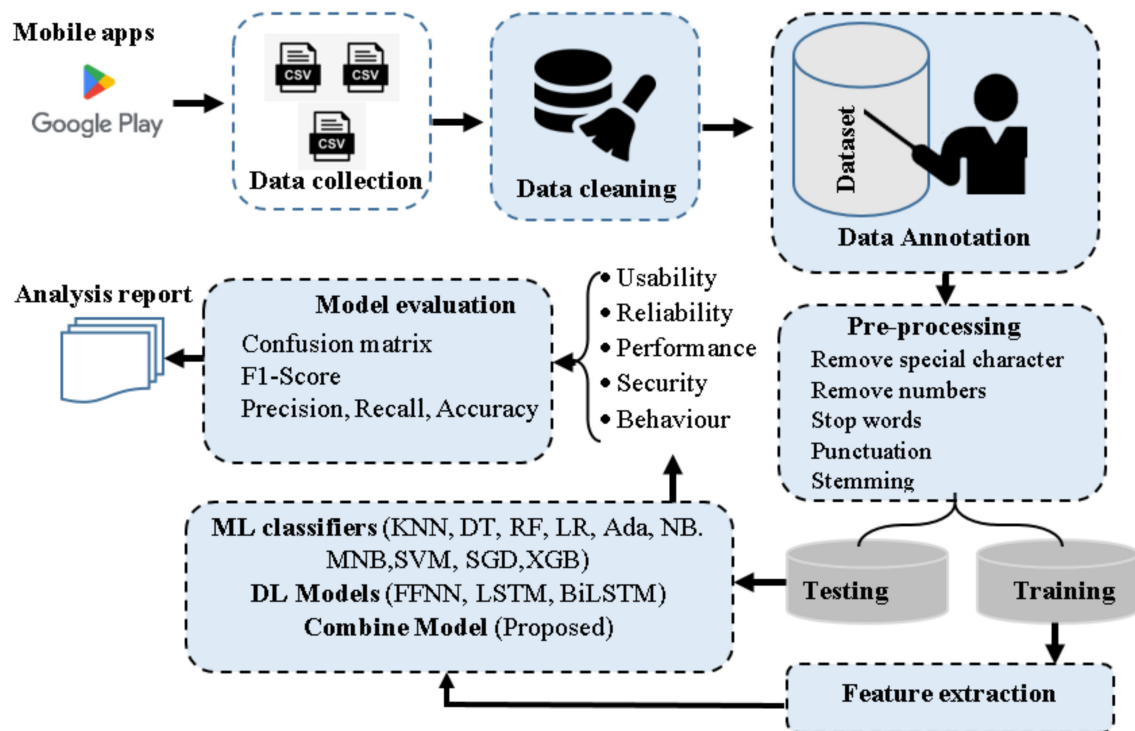 Mobile apps
Google Play
CSV
CSV
CSV
Data collection
Data cleaning
Dataset
Data Annotation
Pre-processing
Remove special character
Remove numbers
Stop words
Punctuation
Stemming
Testing
Training
Feature extraction
ML classifiers (KNN, DT, RF, LR, Ada, NB.
MNB,SVM, SGD,XGB)
DL Models (FFNN, LSTM, BiLSTM)
Combine Model (Proposed)
• Usability
• Reliability
• Performance
• Security
• Behaviour
Model evaluation
Confusion matrix
F1-Score
Precision, Recall, Accuracy
Analysis report